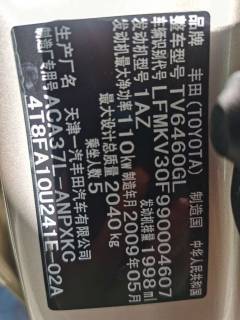 品牌 丰田(TOYOTA) 制造国 中华人民共和国
整车型号 TV6460GL
车辆识别代号 LFMKV30F990004607
发动机型号 1AZ 发动机排量 1998 ml
发动机最大净功率 110kW 制造年月 2009年05月
最大设计总质量 2040 kg
乘坐人数 5
生产厂名 天津一汽丰田汽车有限公司
制造厂专用号 ACA37L-ANPXKC
4T8FA10U241E-02A